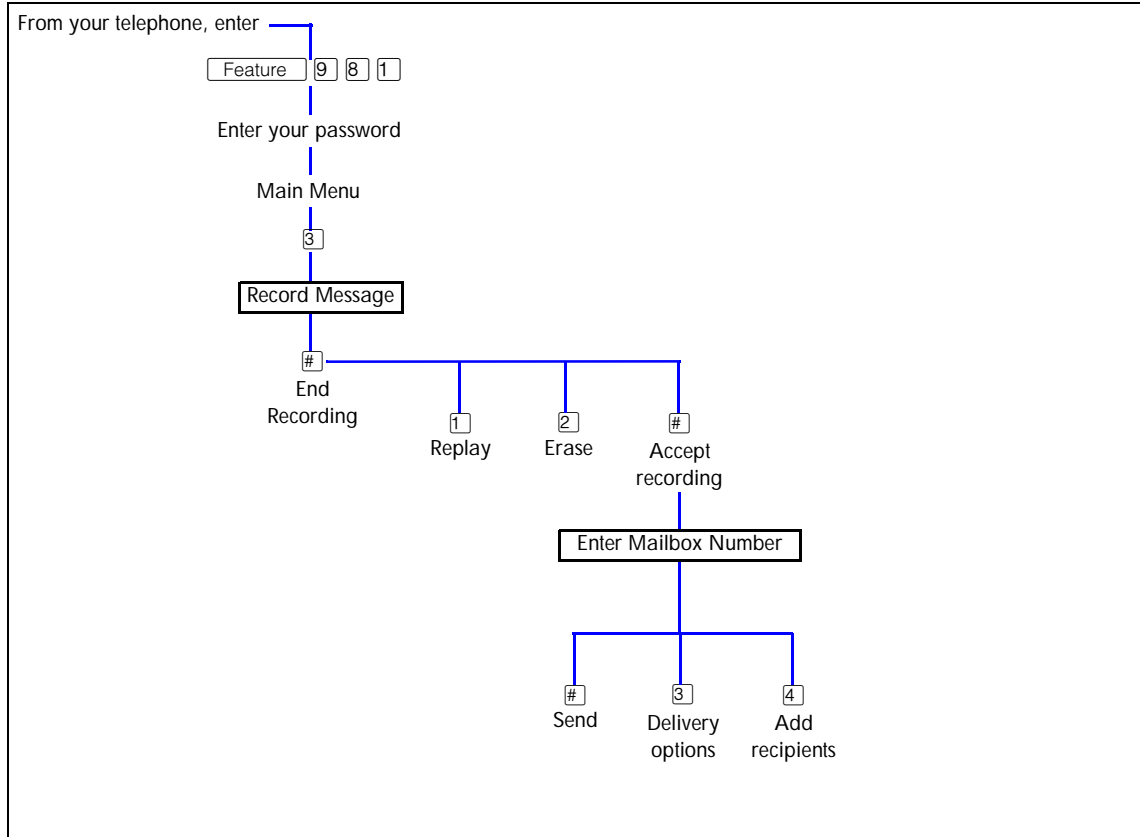 From your telephone, enter
Feature 9 8 1
Enter your password
Main Menu
3
Record Message
#
End
Recording
1
Replay
2
Erase
#
Accept
recording
Enter Mailbox Number
#
Send
3
Delivery
options
4
Add
recipients